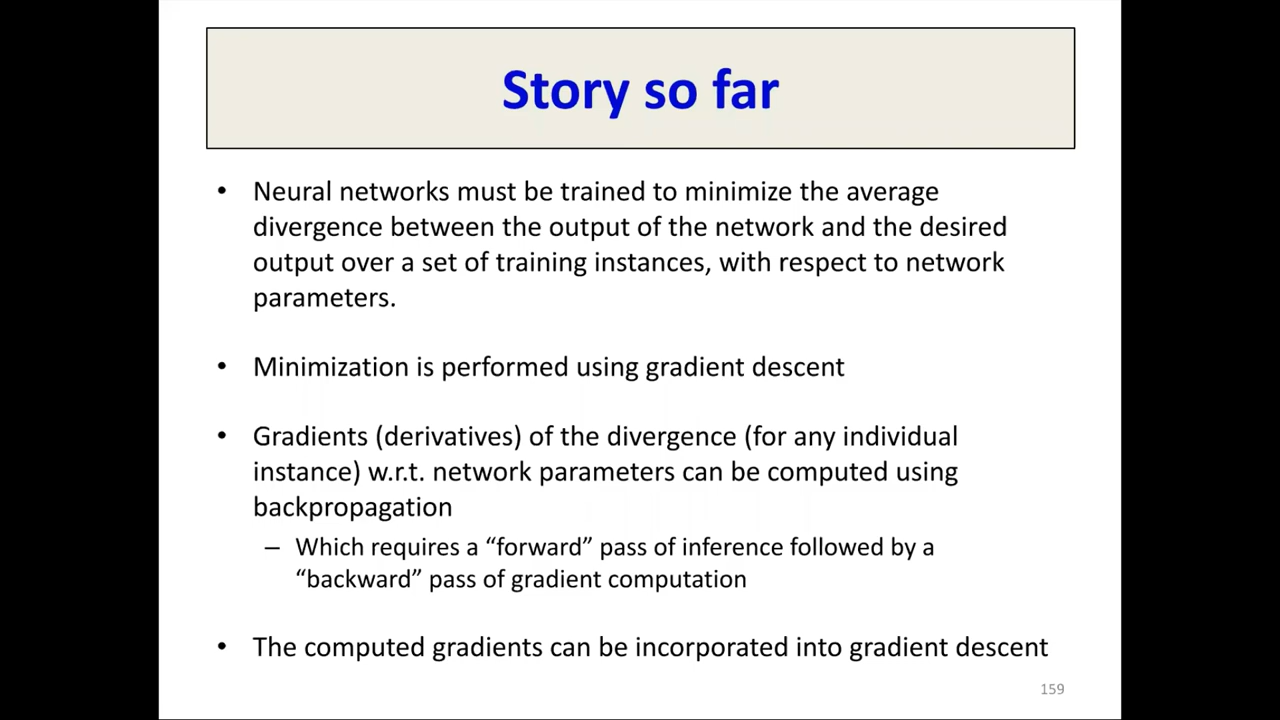 Story so far
• Neural networks must be trained to minimize the average
divergence between the output of the network and the desired
output over a set of training instances, with respect to network
parameters.
• Minimization is performed using gradient descent
• Gradients (derivatives) of the divergence (for any individual
instance) w.r.t. network parameters can be computed using
backpropagation
– Which requires a “forward” pass of inference followed by a
“backward” pass of gradient computation
• The computed gradients can be incorporated into gradient descent
159